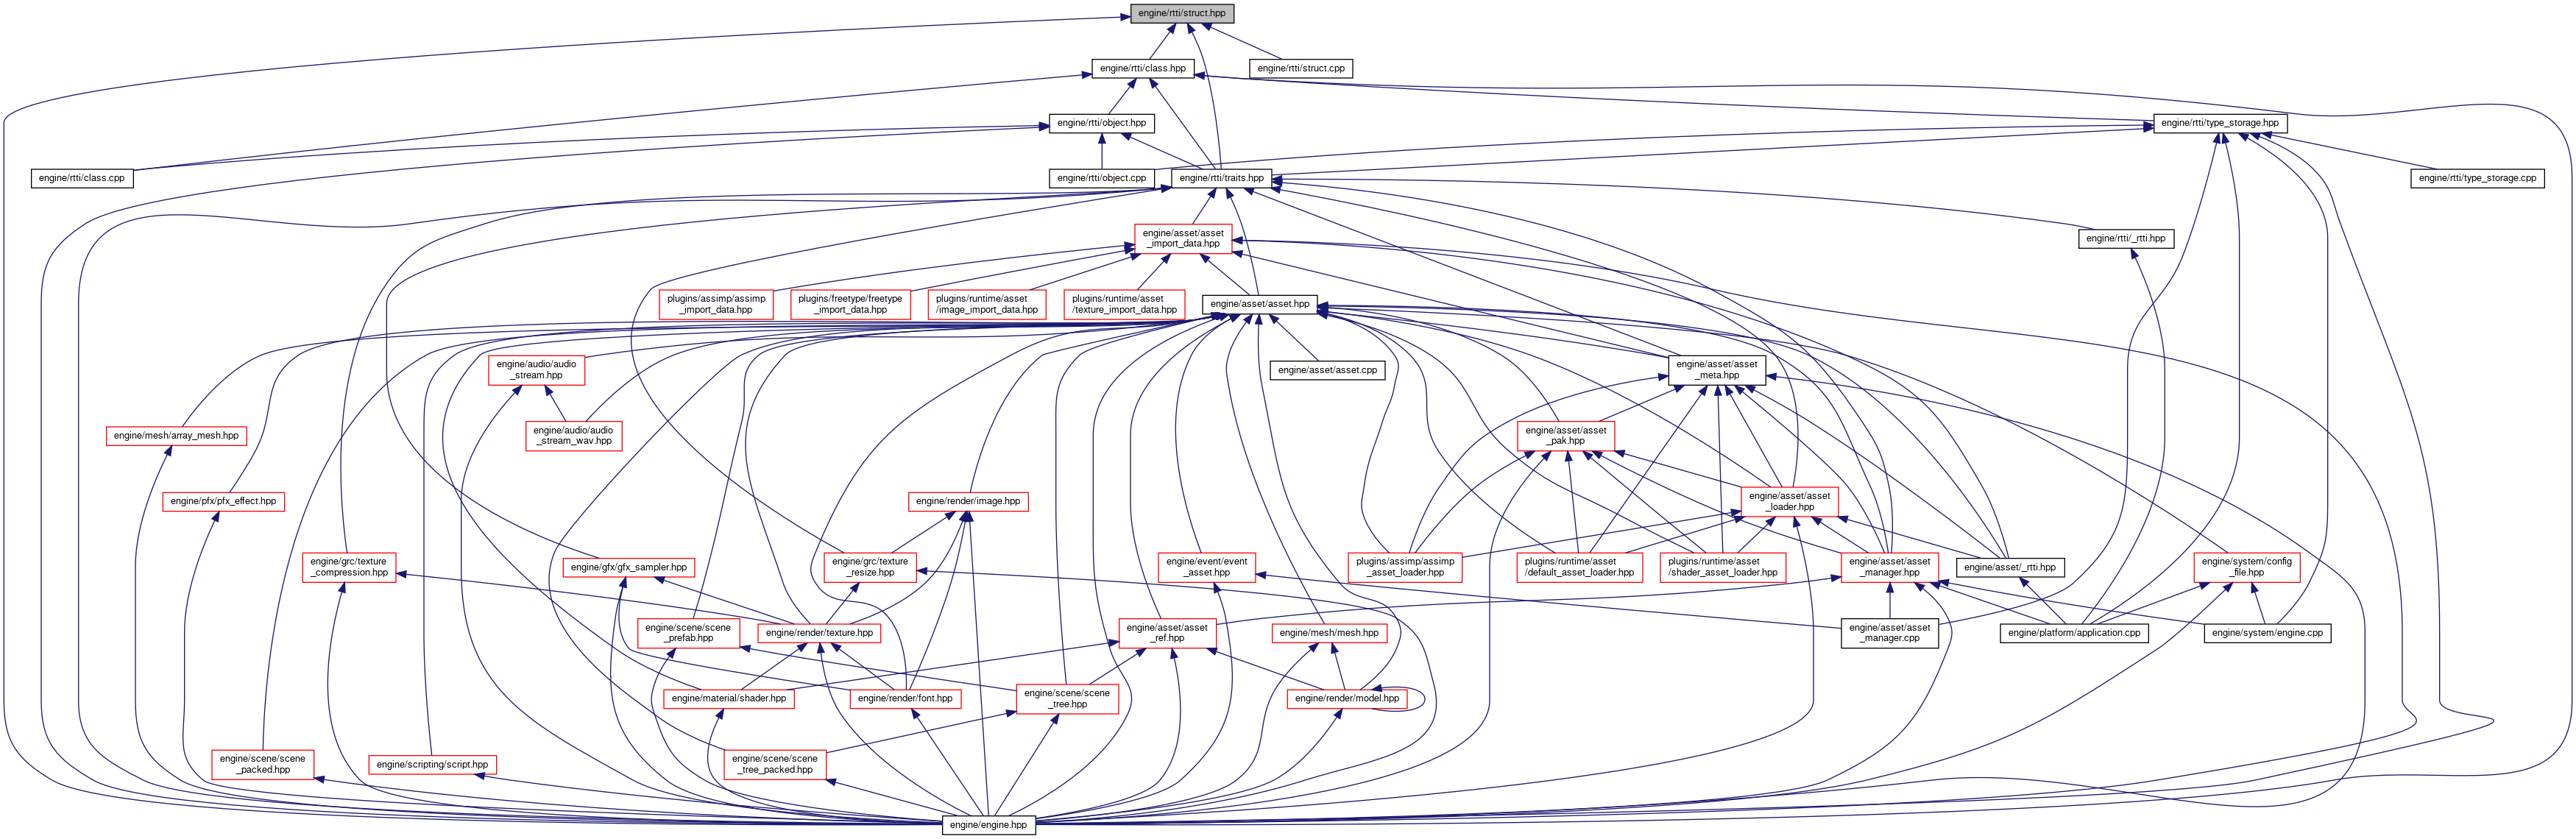 engine/rtti/struct.hpp
engine/rtti/class.hpp
engine/rtti/struct.cpp
engine/rtti/object.hpp
engine/rtti/type_storage.hpp
engine/rtti/class.cpp
engine/rtti/object.cpp
engine/rtti/traits.hpp
engine/rtti/type_storage.cpp
engine/asset/asset
_import_data.hpp
engine/rtti/_rtti.hpp
plugins/assimp/assimp
_import_data.hpp
plugins/freetype/freetype
_import_data.hpp
plugins/runtime/asset
/image_import_data.hpp
plugins/runtime/asset
/texture_import_data.hpp
engine/asset/asset.hpp
engine/audio/audio
_stream.hpp
engine/asset/asset.cpp
engine/asset/asset
_meta.hpp
engine/mesh/array_mesh.hpp
engine/audio/audio
_stream_wav.hpp
engine/asset/asset
_pak.hpp
engine/pfx/pfx_effect.hpp
engine/render/image.hpp
engine/asset/asset
_loader.hpp
engine/grc/texture
_compression.hpp
engine/gfx/gfx_sampler.hpp
engine/grc/texture
_resize.hpp
engine/event/event
_asset.hpp
plugins/assimp/assimp
_asset_loader.hpp
plugins/runtime/asset
/default_asset_loader.hpp
plugins/runtime/asset
/shader_asset_loader.hpp
engine/asset/asset
_manager.hpp
engine/asset/_rtti.hpp
engine/system/config
_file.hpp
engine/scene/scene
_prefab.hpp
engine/render/texture.hpp
engine/asset/asset
_ref.hpp
engine/mesh/mesh.hpp
engine/asset/asset
_manager.cpp
engine/platform/application.cpp
engine/system/engine.cpp
engine/material/shader.hpp
engine/render/font.hpp
engine/scene/scene
_tree.hpp
engine/render/model.hpp
engine/scene/scene
_packed.hpp
engine/scripting/script.hpp
engine/scene/scene
_tree_packed.hpp
engine/engine.hpp